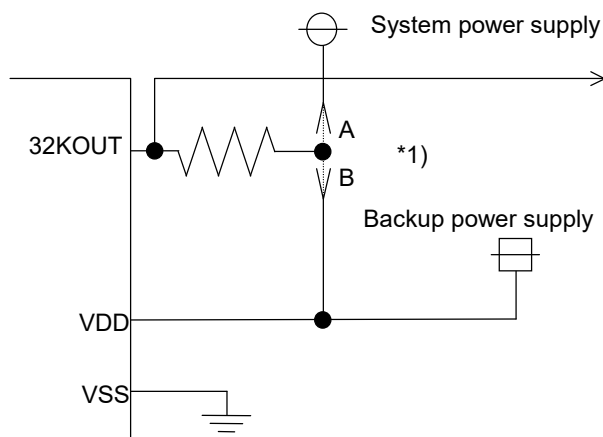 System power supply
A
32KOUT
*1)
B
Backup power supply
VDD
VSS